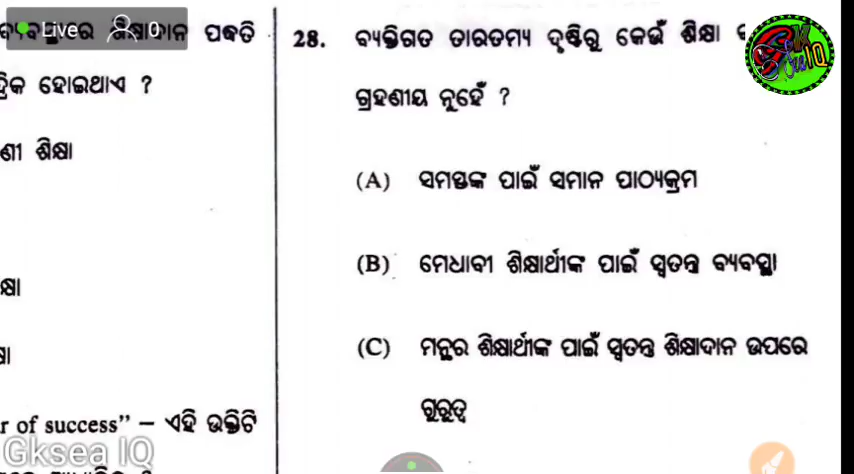 Live 0
ଶିକ୍ଷାଦାନ ପଦ୍ଧତି
ହୋଇଥାଏ ?
ଶିକ୍ଷା
r of success” – ଏହି ଉକ୍ତିଟି
28. ବ୍ୟକ୍ତିଗତ ତାରତମ୍ୟ ଦୃଷ୍ଟିରୁ କେଉଁ ଶିକ୍ଷା
ଗ୍ରହଣୀୟ ନୁହେଁ ?
(A) ସମସ୍ତଙ୍କ ପାଇଁ ସମାନ ପାଠ୍ୟକ୍ରମ
(B) ମେଧାବୀ ଶିକ୍ଷାର୍ଥୀଙ୍କ ପାଇଁ ସ୍ୱତନ୍ତ୍ର ବ୍ୟବସ୍ଥା
(C) ମନ୍ଥର ଶିକ୍ଷାର୍ଥୀଙ୍କ ପାଇଁ ସ୍ୱତନ୍ତ୍ର ଶିକ୍ଷାଦାନ ଉପରେ
ଗୁରୁତ୍ୱ
Gksea IQ